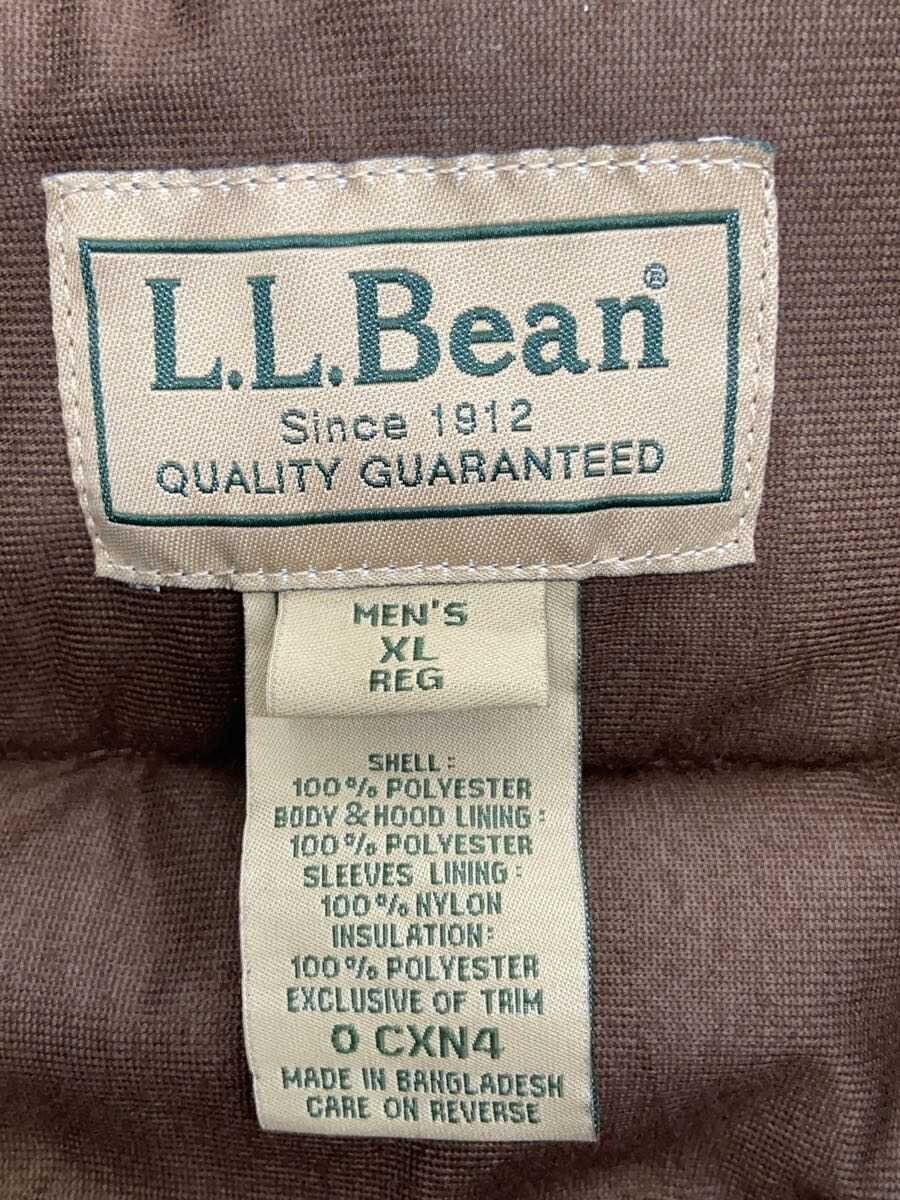 L.L.Bean®
Since 1912
QUALITY GUARANTEED
MEN'S
XL
REG
SHELL:
100% POLYESTER
BODY & HOOD LINING:
100% POLYESTER
SLEEVES LINING:
100% NYLON
INSULATION:
100% POLYESTER
EXCLUSIVE OF TRIM
0 CXN4
MADE IN BANGLADESH
CARE ON REVERSE